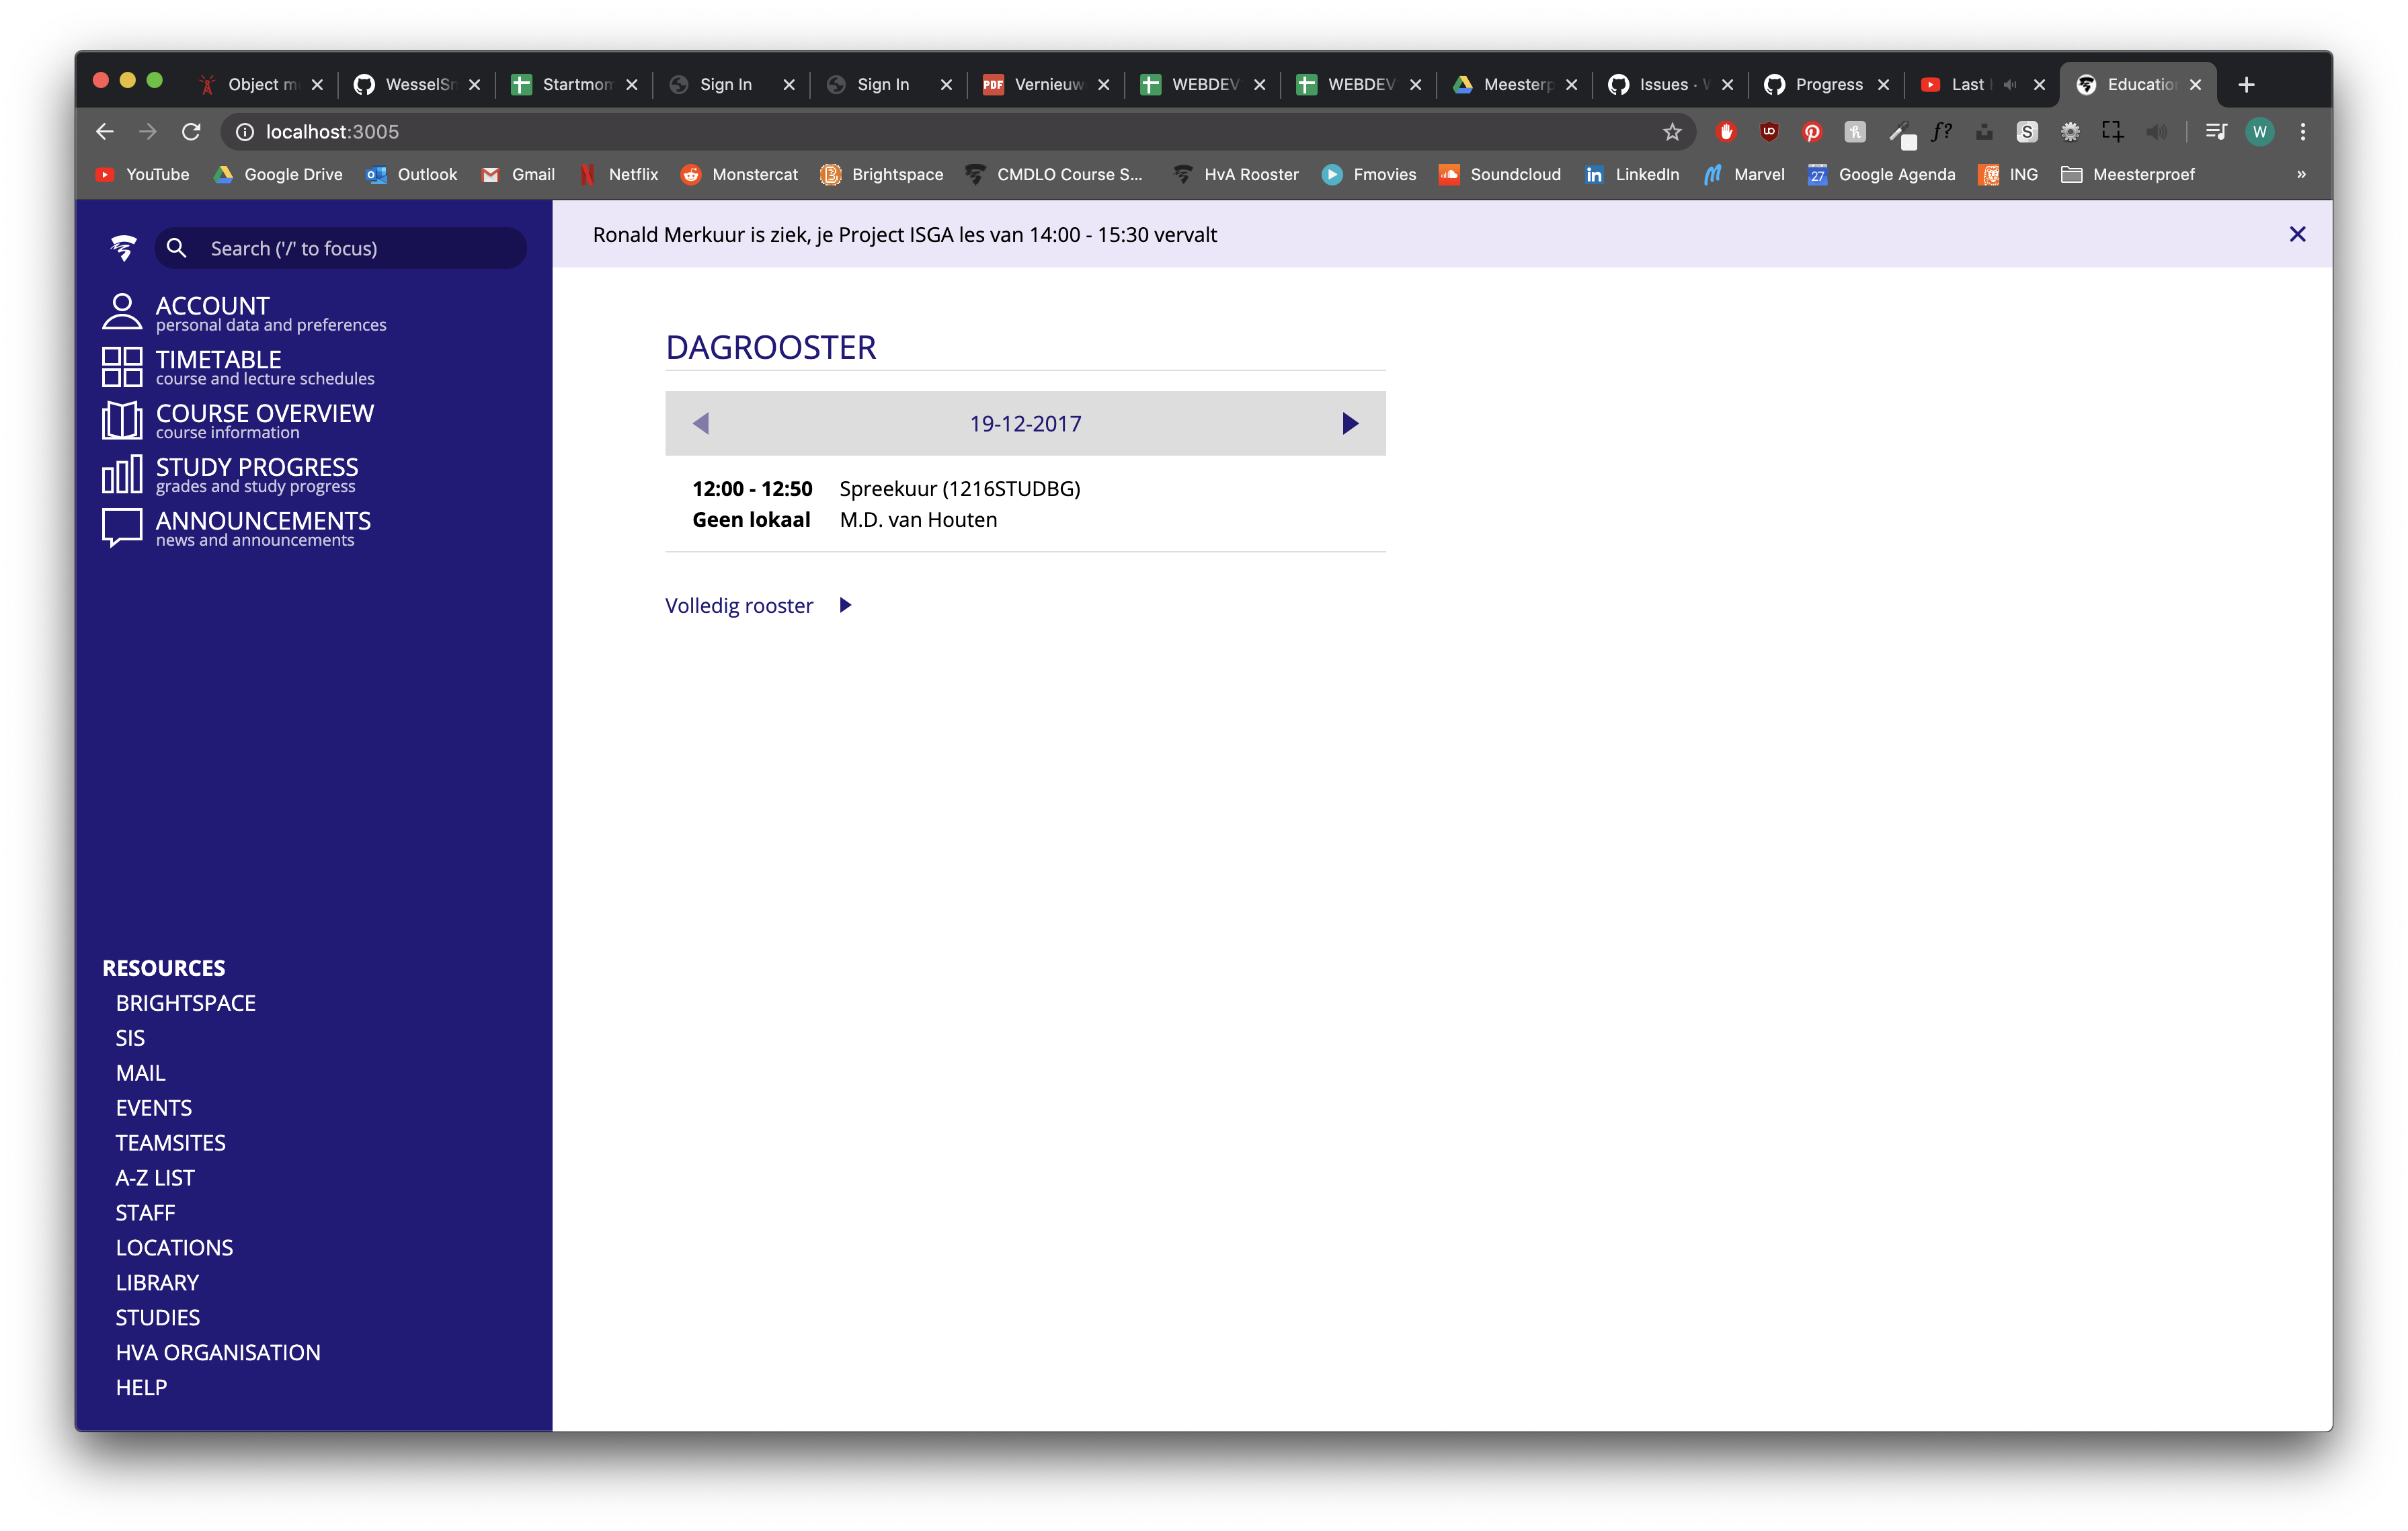 Object m
WesselSn
Startmom
Sign In
Sign In
PDF
Vernieuw
WEBDEV
WEBDEV
Meesterp
Issues ·
Progress
Last
Educatio
localhost:3005
W
YouTube
Google Drive
Outlook
Gmail
Netflix
Monstercat
Brightspace
CMDLO Course S...
HvA Rooster
Fmovies
Soundcloud
LinkedIn
Marvel
27
Google Agenda
ING
Meesterproef
»
Search ('/' to focus)
ACCOUNT
personal data and preferences
TIMETABLE
course and lecture schedules
COURSE OVERVIEW
course information
STUDY PROGRESS
grades and study progress
ANNOUNCEMENTS
news and announcements
RESOURCES
BRIGHTSPACE
SIS
MAIL
EVENTS
TEAMSITES
A-Z LIST
STAFF
LOCATIONS
LIBRARY
STUDIES
HVA ORGANISATION
HELP
Ronald Merkuur is ziek, je Project ISGA les van 14:00 - 15:30 vervalt
DAGROOSTER
19-12-2017
12:00 - 12:50 Spreekuur (1216STUDBG)
Geen lokaal M.D. van Houten
Volledig rooster